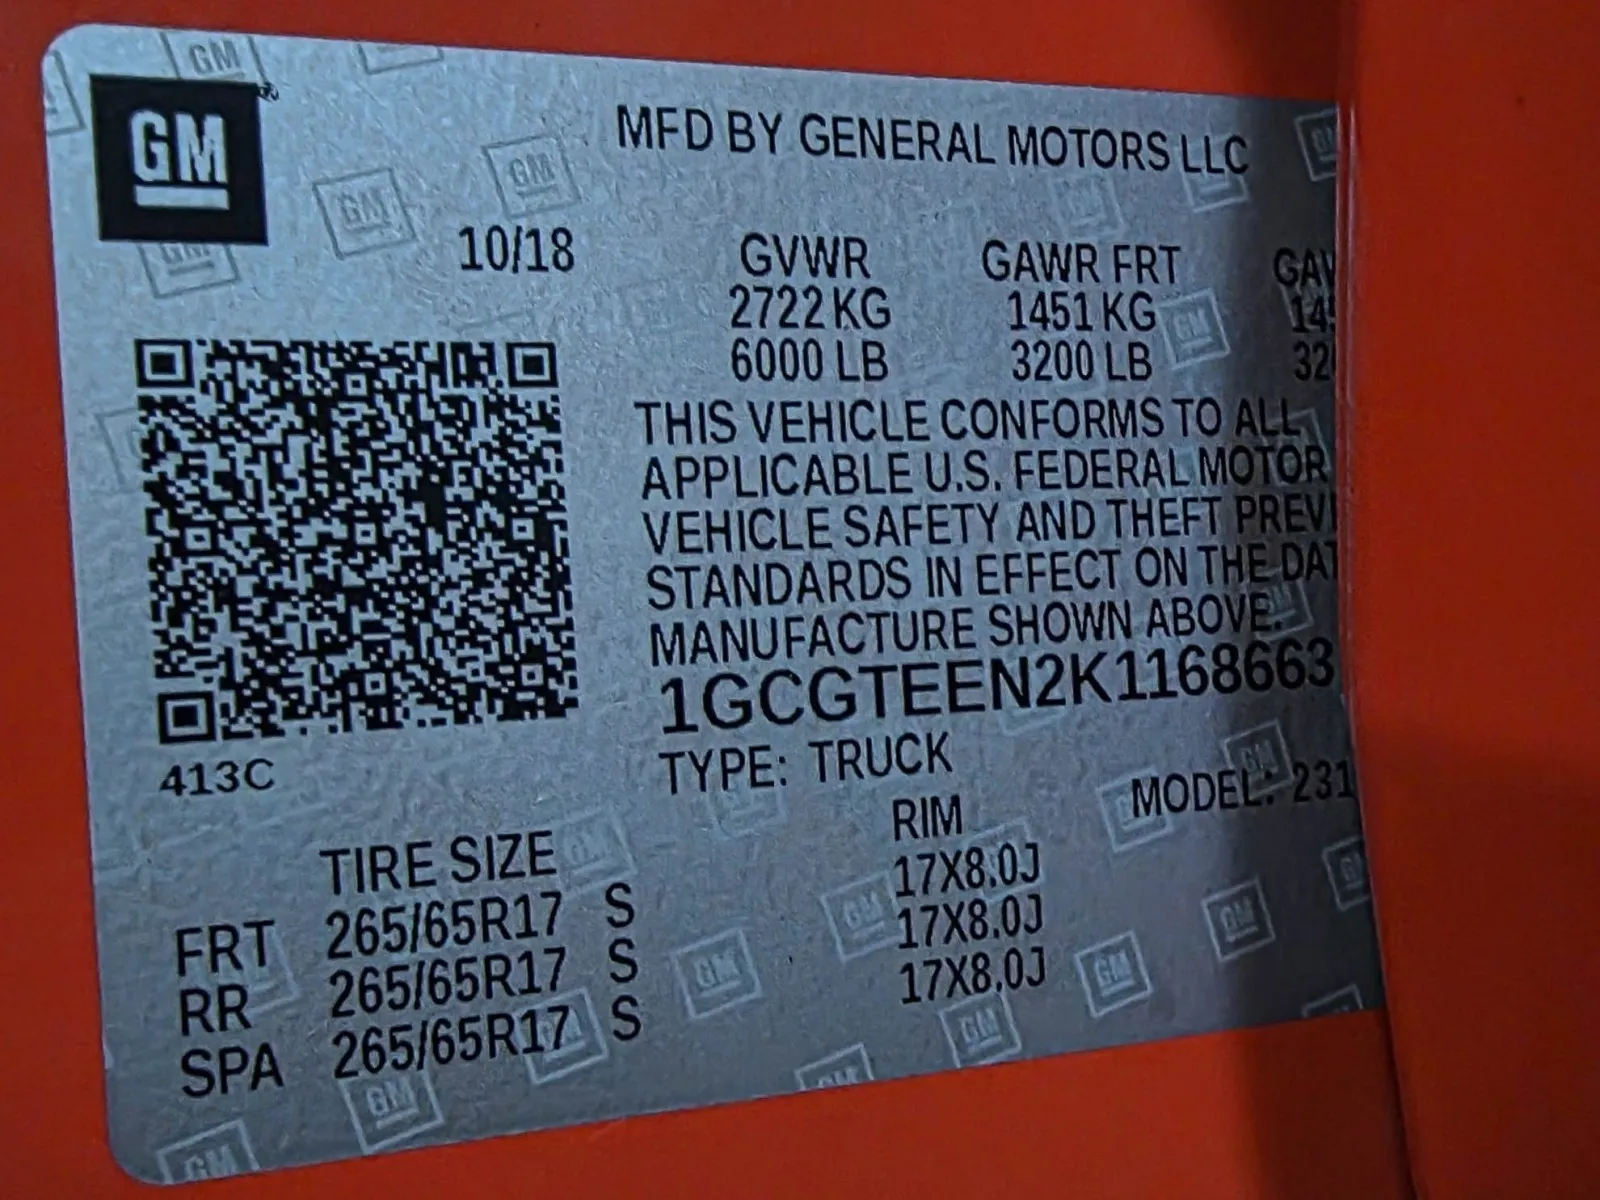 GM
MFD BY GENERAL MOTORS LLC
10/18
GVWR GAWR FRT
2722 KG 1451 KG
6000 LB 3200 LB
THIS VEHICLE CONFORMS TO ALL
APPLICABLE U.S. FEDERAL MOTOR
VEHICLE SAFETY AND THEFT PREV
STANDARDS IN EFFECT ON THE DAT
MANUFACTURE SHOWN ABOVE.
1GCGTEEN2K1168663
413C
TYPE: TRUCK MODEL: 231
TIRE SIZE RIM
FRT 265/65R17 S 17X8.0J
RR 265/65R17 S 17X8.0J
SPA 265/65R17 S 17X8.0J